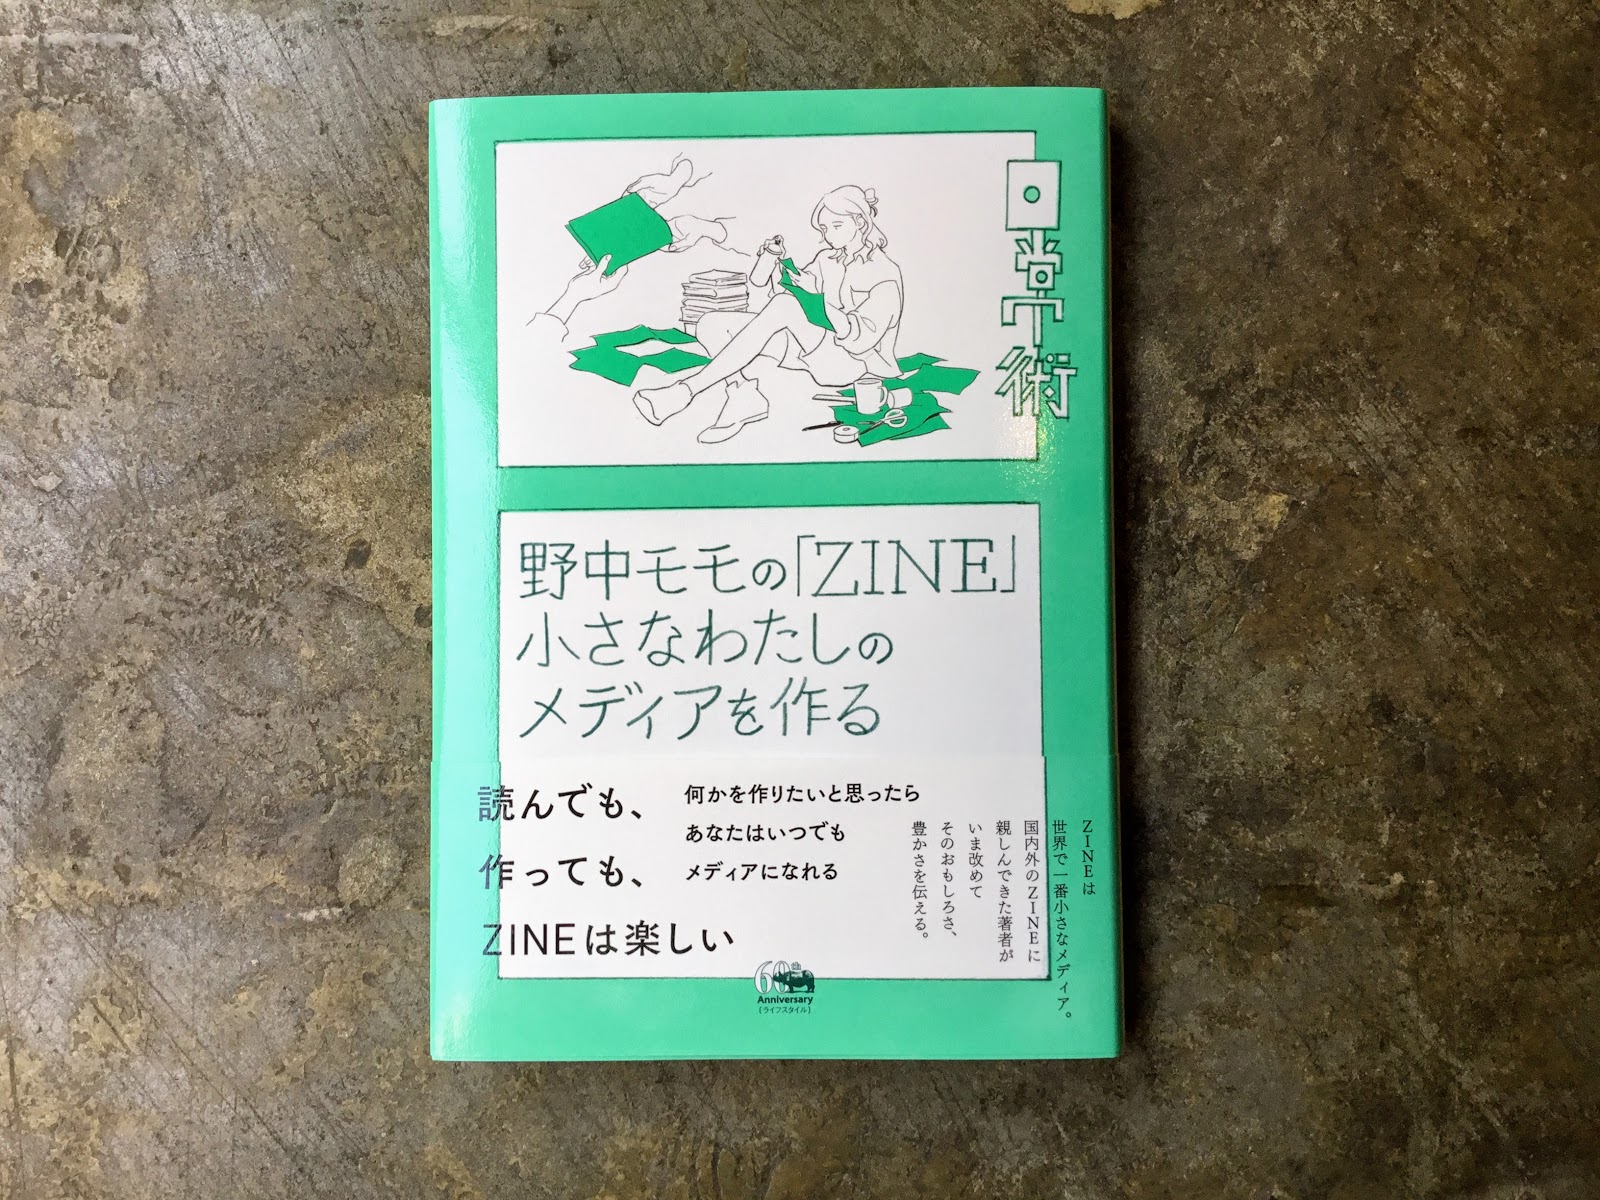 日常術
野中モモの「ZINE」
小さなわたしの
メディアを作る
読んでも、
作っても、
ZINEは楽しい
何かを作りたいと思ったら
あなたはいつでも
メディアになれる
ZINEは
世界で一番小さなメディア。
国内外のZINEに
親しんできた著者が
いま改めて
そのおもしろさ、
豊かさを伝える。
60th
Anniversary
(ライフスタイル)